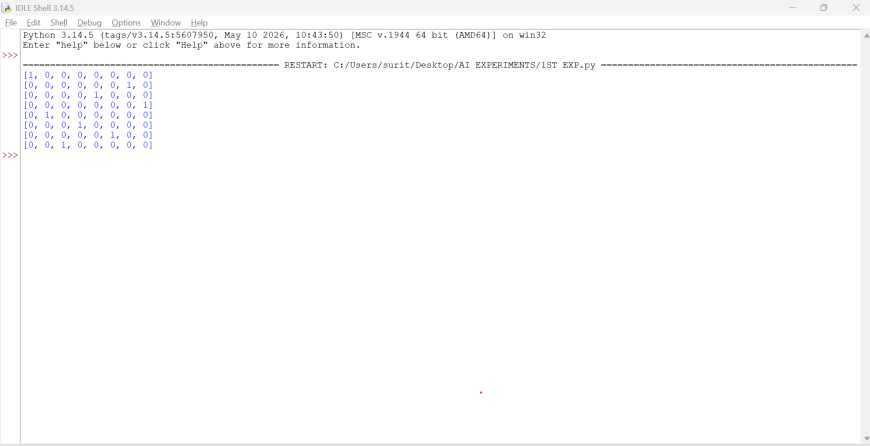 IDLE Shell 3.14.5
File Edit Shell Debug Options Window Help
Python 3.14.5 (tags/v3.14.5:5607950, May 10 2026, 10:43:50) [MSC v.1944 64 bit (AMD64)] on win32
Enter "help" below or click "Help" above for more information.
>>>
============================================== RESTART: C:/Users/surit/Desktop/AI EXPERIMENTS/1ST EXP.py ==============================================
[1, 0, 0, 0, 0, 0, 0, 0]
[0, 0, 0, 0, 0, 0, 1, 0]
[0, 0, 0, 0, 1, 0, 0, 0]
[0, 0, 0, 0, 0, 0, 0, 1]
[0, 1, 0, 0, 0, 0, 0, 0]
[0, 0, 0, 1, 0, 0, 0, 0]
[0, 0, 0, 0, 0, 1, 0, 0]
[0, 0, 1, 0, 0, 0, 0, 0]
>>>